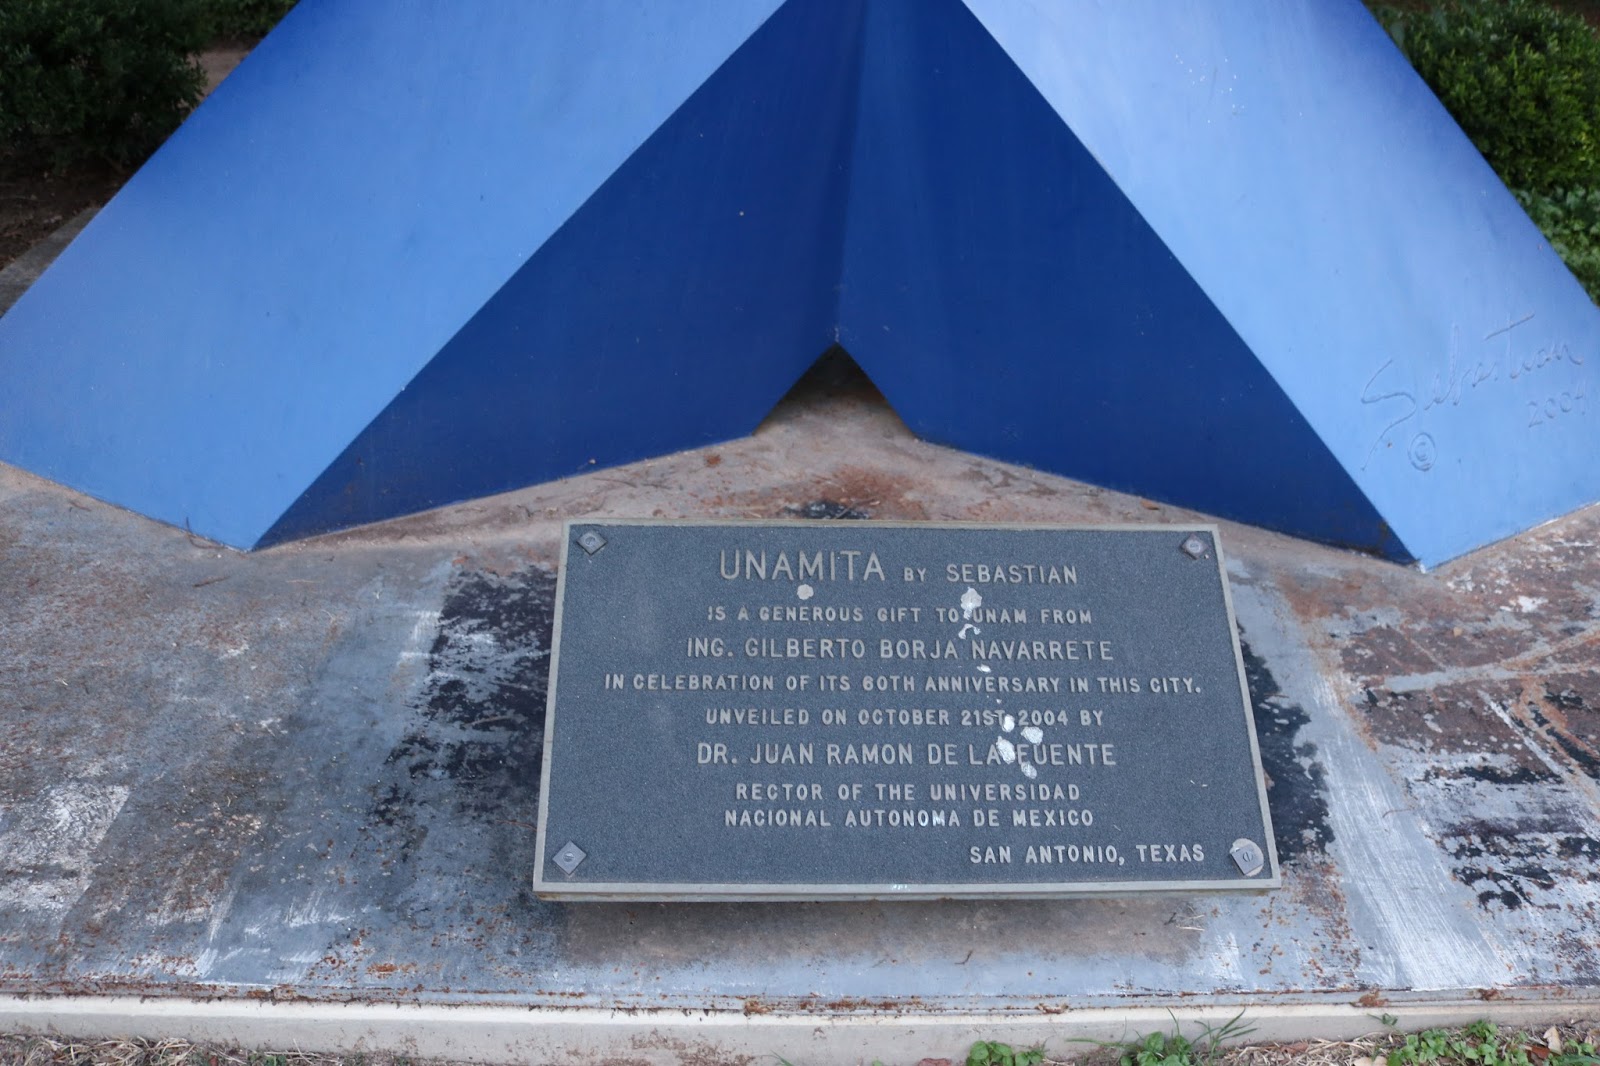 Sebastian
2004
©
UNAMITA BY SEBASTIAN
IS A GENEROUS GIFT TO UNAM FROM
ING. GILBERTO BORJA NAVARRETE
IN CELEBRATION OF ITS 60TH ANNIVERSARY IN THIS CITY.
UNVEILED ON OCTOBER 21ST, 2004 BY
DR. JUAN RAMON DE LA FUENTE
RECTOR OF THE UNIVERSIDAD
NACIONAL AUTONOMA DE MEXICO
SAN ANTONIO, TEXAS